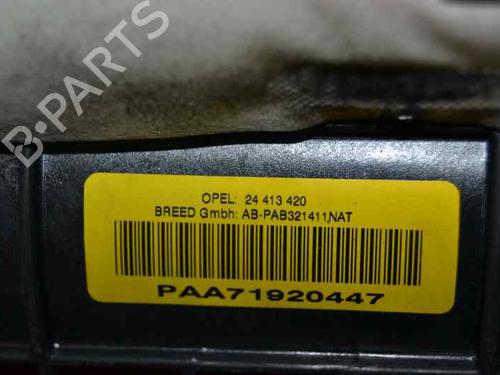 B-PARTS
OPEL: 24 413 420
BREED Gmbh: AB-PAB321411,NAT
PAA71920447